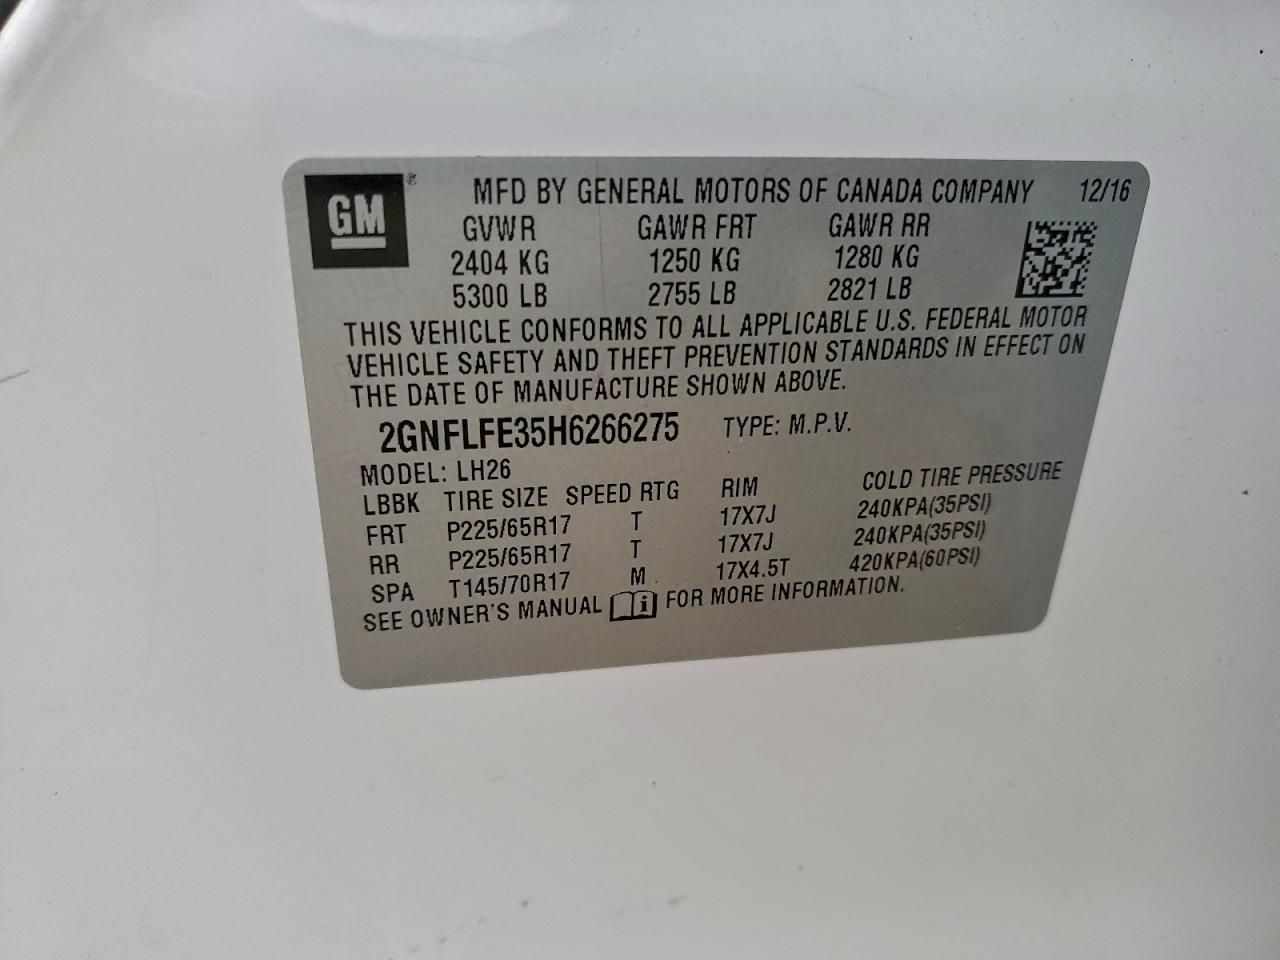 GM ®
MFD BY GENERAL MOTORS OF CANADA COMPANY 12/16
GVWR GAWR FRT GAWR RR
2404 KG 1250 KG 1280 KG
5300 LB 2755 LB 2821 LB
THIS VEHICLE CONFORMS TO ALL APPLICABLE U.S. FEDERAL MOTOR
VEHICLE SAFETY AND THEFT PREVENTION STANDARDS IN EFFECT ON
THE DATE OF MANUFACTURE SHOWN ABOVE.
2GNFLFE35H6266275 TYPE: M.P.V.
MODEL: LH26
LBBK TIRE SIZE SPEED RTG RIM COLD TIRE PRESSURE
FRT P225/65R17 T 17X7J 240KPA(35PSI)
RR P225/65R17 T 17X7J 240KPA(35PSI)
SPA T145/70R17 M 17X4.5T 420KPA(60PSI)
SEE OWNER'S MANUAL i FOR MORE INFORMATION.